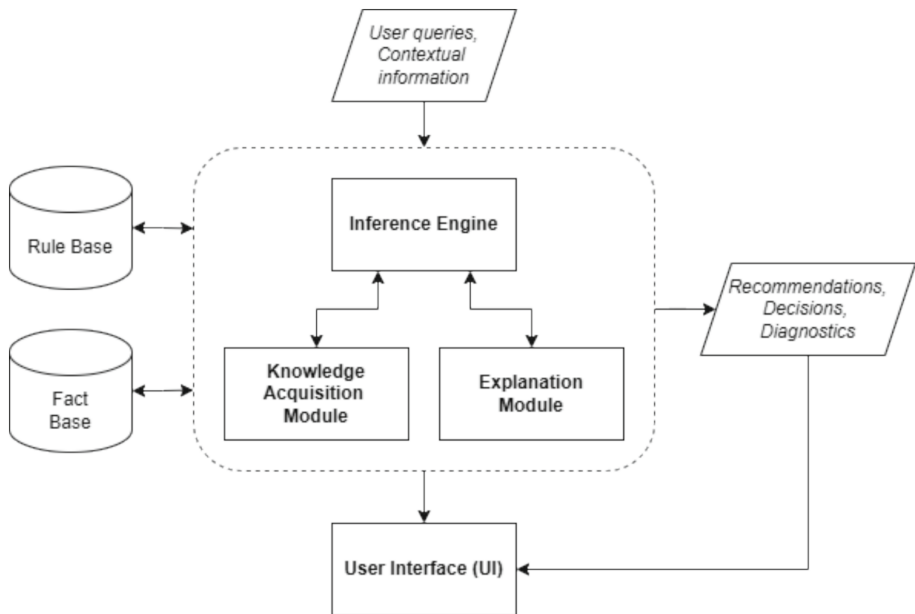 User queries,
Contextual
information
Inference Engine
Rule Base
Recommendations,
Decisions,
Diagnostics
Knowledge
Acquisition
Module
Explanation
Module
Fact
Base
User Interface (UI)